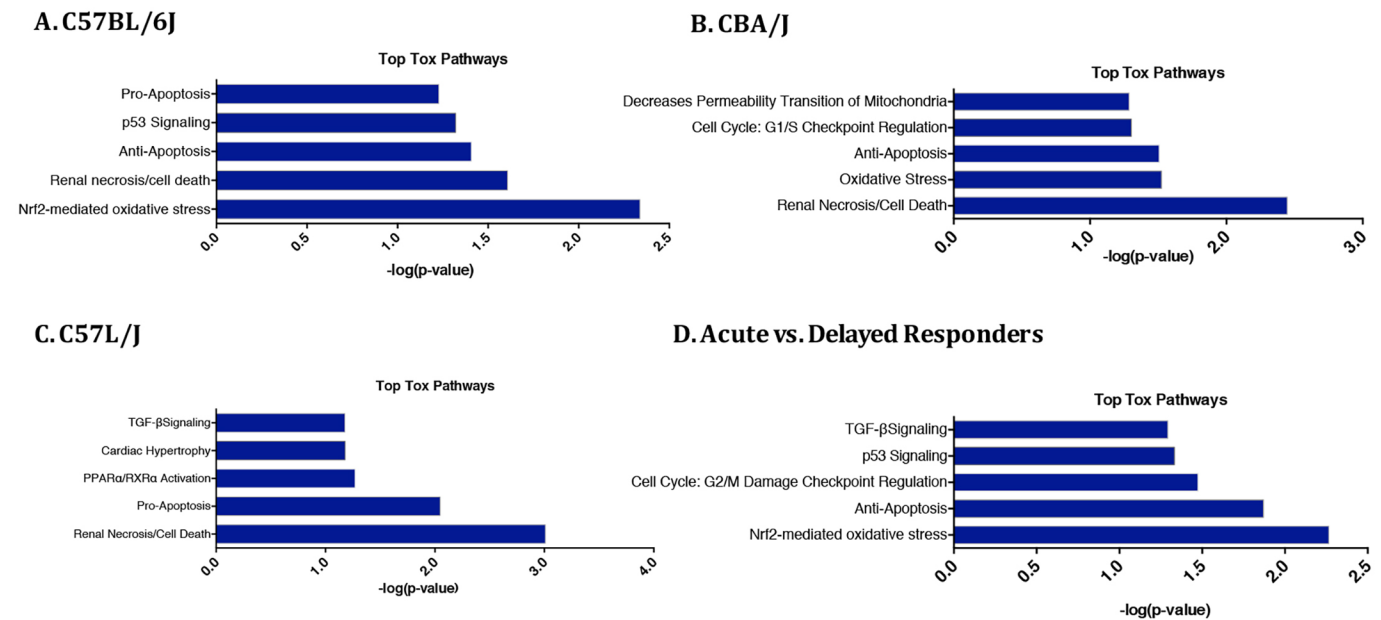 A. C57BL/6J
Top Tox Pathways
Pro-Apoptosis
p53 Signaling
Anti-Apoptosis
Renal necrosis/cell death
Nrf2-mediated oxidative stress
0.0 0.5 1.0 1.5 2.0 2.5
-log(p-value)
B. CBA/J
Top Tox Pathways
Decreases Permeability Transition of Mitochondria
Cell Cycle: G1/S Checkpoint Regulation
Anti-Apoptosis
Oxidative Stress
Renal Necrosis/Cell Death
0.0 1.0 2.0 3.0
-log(p-value)
C. C57L/J
Top Tox Pathways
TGF-βSignaling
Cardiac Hypertrophy
PPARα/RXRα Activation
Pro-Apoptosis
Renal Necrosis/Cell Death
0.0 1.0 2.0 3.0 4.0
-log(p-value)
D. Acute vs. Delayed Responders
Top Tox Pathways
TGF-βSignaling
p53 Signaling
Cell Cycle: G2/M Damage Checkpoint Regulation
Anti-Apoptosis
Nrf2-mediated oxidative stress
0.0 0.5 1.0 1.5 2.0 2.5
-log(p-value)